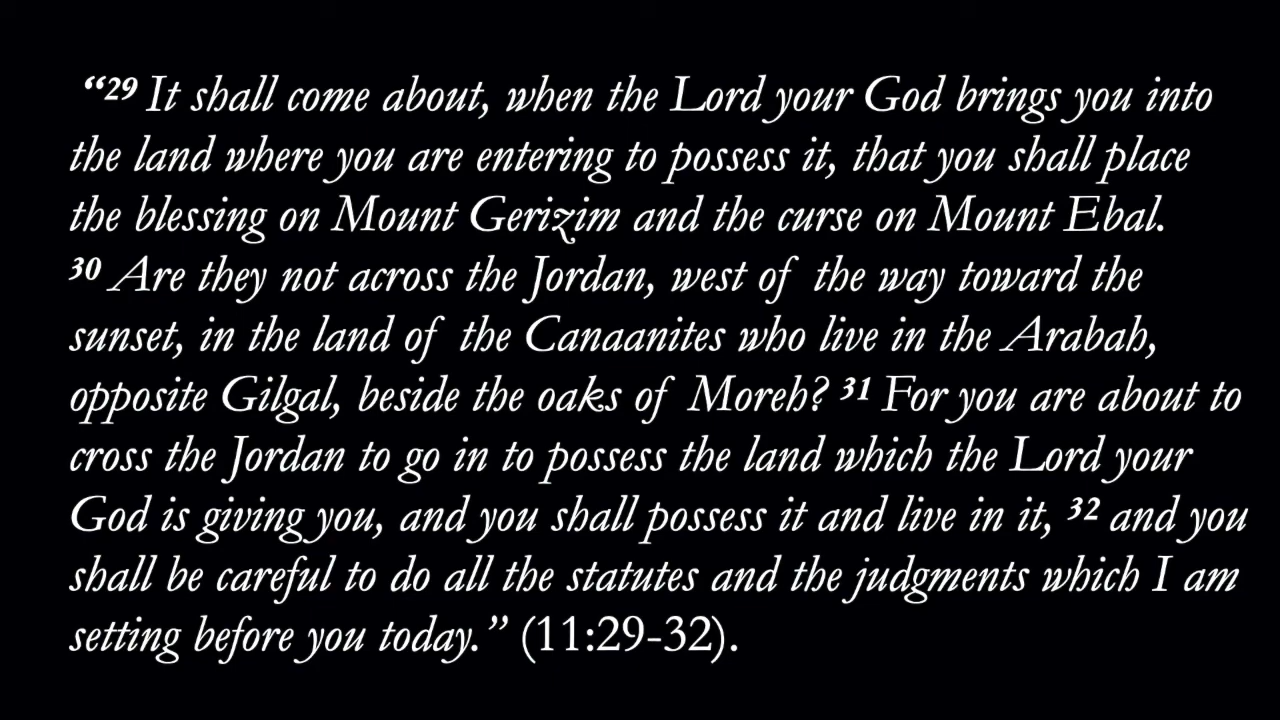 “29 It shall come about, when the Lord your God brings you into
the land where you are entering to possess it, that you shall place
the blessing on Mount Gerizim and the curse on Mount Ebal.
30 Are they not across the Jordan, west of the way toward the
sunset, in the land of the Canaanites who live in the Arabah,
opposite Gilgal, beside the oaks of Moreh? 31 For you are about to
cross the Jordan to go in to possess the land which the Lord your
God is giving you, and you shall possess it and live in it, 32 and you
shall be careful to do all the statutes and the judgments which I am
setting before you today.” (11:29-32).